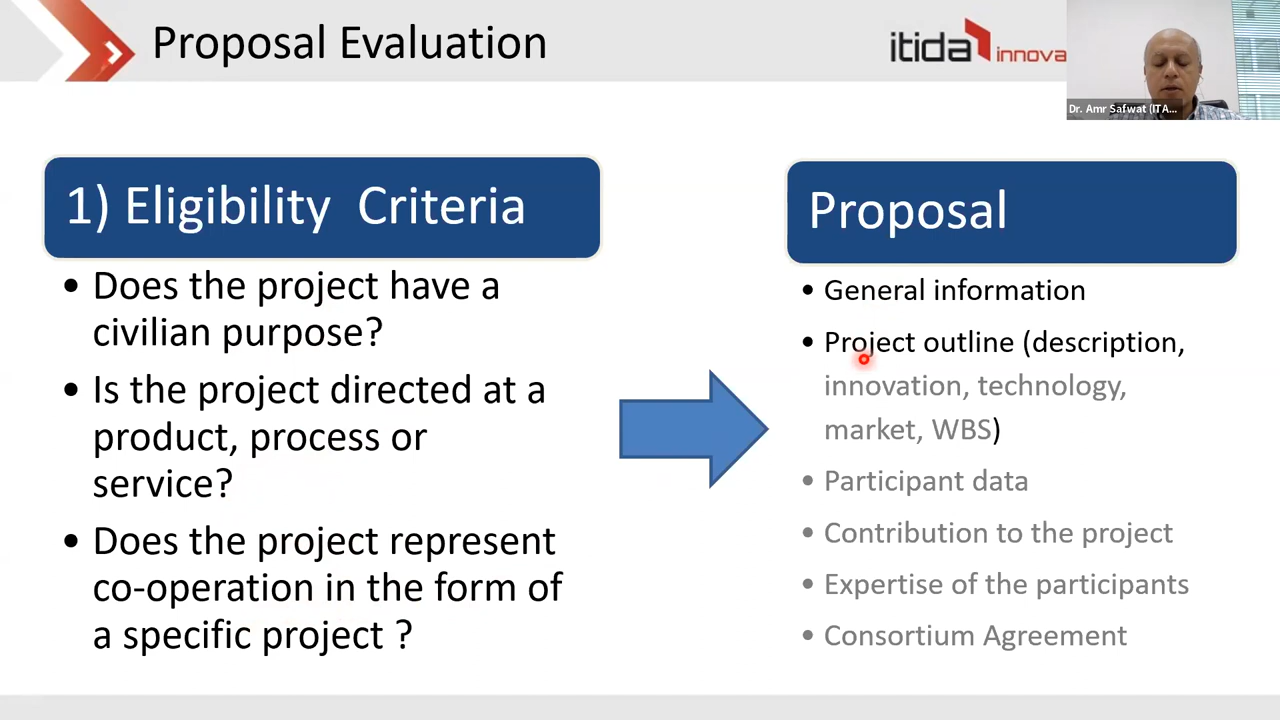 Proposal Evaluation
itida innova
Dr. Amr Safwat (ITA...
1) Eligibility Criteria
• Does the project have a
civilian purpose?
• Is the project directed at a
product, process or
service?
• Does the project represent
co-operation in the form of
a specific project ?
Proposal
• General information
• Project outline (description,
innovation, technology,
market, WBS)
• Participant data
• Contribution to the project
• Expertise of the participants
• Consortium Agreement